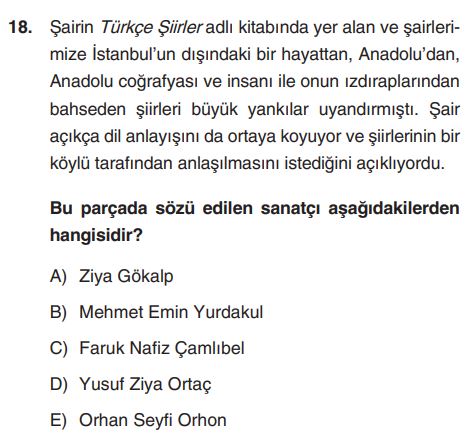 18. Şairin Türkçe Şiirler adlı kitabında yer alan ve şairleri-
mize İstanbul’un dışındaki bir hayattan, Anadolu’dan,
Anadolu coğrafyası ve insanı ile onun ızdıraplarından
bahseden şiirleri büyük yankılar uyandırmıştı. Şair
açıkça dil anlayışını da ortaya koyuyor ve şiirlerinin bir
köylü tarafından anlaşılmasını istediğini açıklıyordu.
Bu parçada sözü edilen sanatçı aşağıdakilerden
hangisidir?
A) Ziya Gökalp
B) Mehmet Emin Yurdakul
C) Faruk Nafiz Çamlıbel
D) Yusuf Ziya Ortaç
E) Orhan Seyfi Orhon